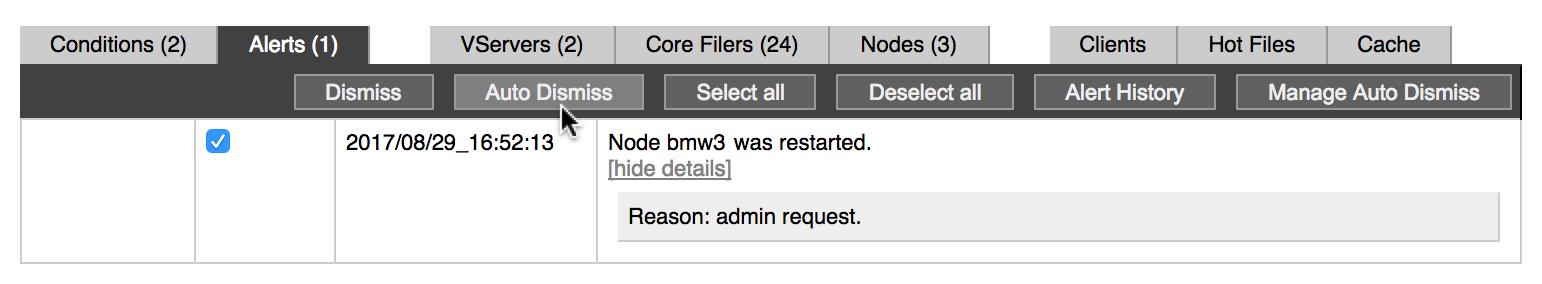 Conditions (2) Alerts (1) VServers (2) Core Filers (24) Nodes (3) Clients Hot Files Cache
Dismiss Auto Dismiss Select all Deselect all Alert History Manage Auto Dismiss
2017/08/29_16:52:13 Node bmw3 was restarted.
[hide details]
Reason: admin request.